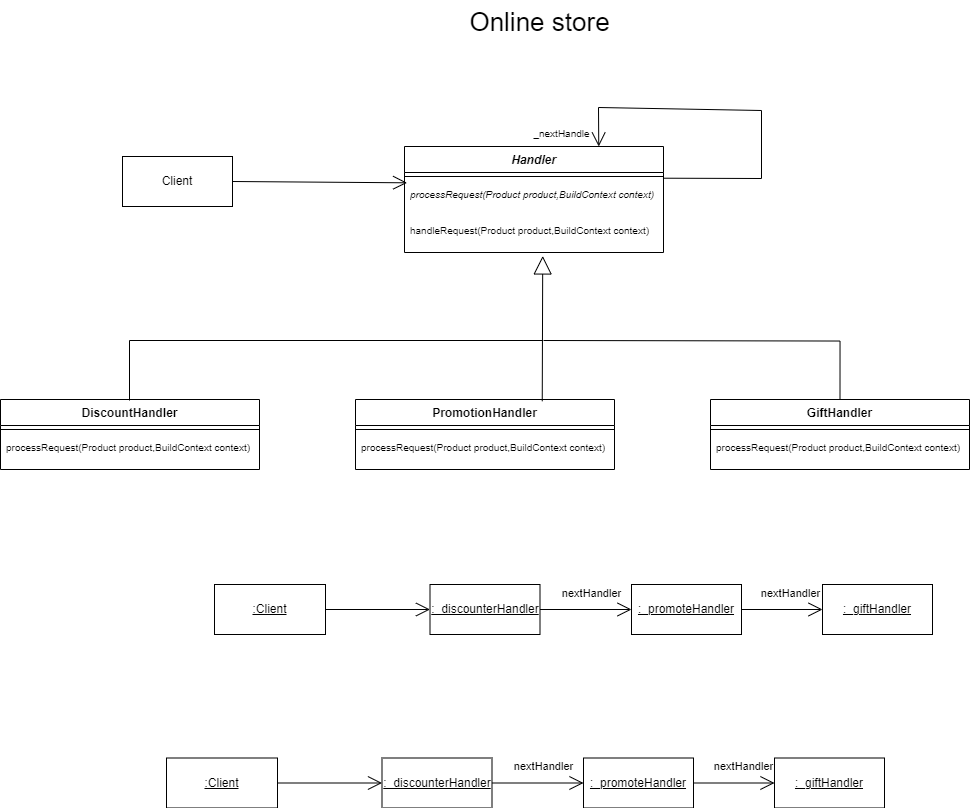 Online store
_nextHandle
Handler
Client
processRequest(Product product,BuildContext context)
handleRequest(Product product,BuildContext context)
DiscountHandler
PromotionHandler
GiftHandler
processRequest(Product product,BuildContext context)
processRequest(Product product,BuildContext context)
processRequest(Product product,BuildContext context)
nextHandler
nextHandler
:Client
:_discounterHandler
:_promoteHandler
:_giftHandler
nextHandler
nextHandler
:Client
:_discounterHandler
:_promoteHandler
:_giftHandler